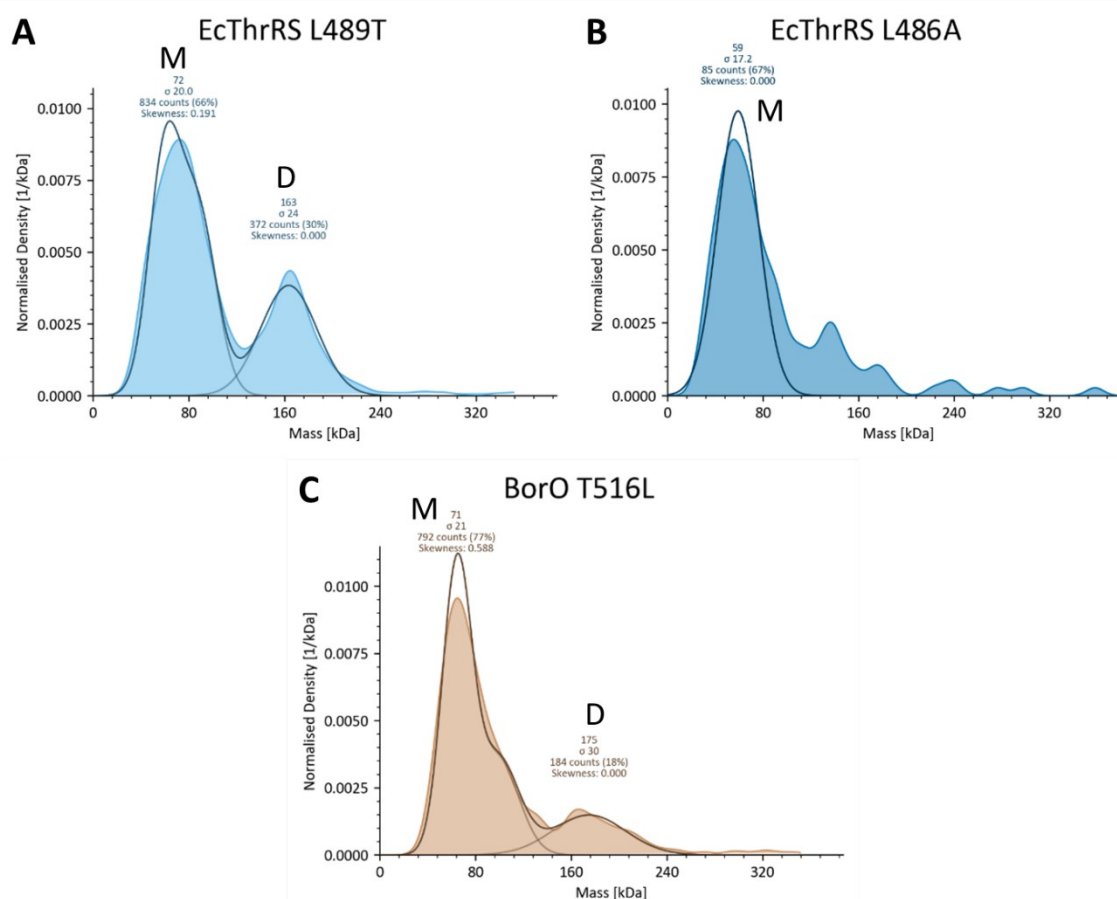 A
EcThrRS L489T
M
72
σ 20.0
834 counts (66%)
Skewness: 0.191
D
163
σ 24
372 counts (30%)
Skewness: 0.000
Normalised Density [1/kDa]
0.0100
0.0075
0.0050
0.0025
0.0000
0 80 160 240 320
Mass [kDa]
B
EcThrRS L486A
59
σ 17.2
85 counts (67%)
Skewness: 0.000
M
Normalised Density [1/kDa]
0.0100
0.0075
0.0050
0.0025
0.0000
0 80 160 240 320
Mass [kDa]
C
BorO T516L
M
71
σ 21
792 counts (77%)
Skewness: 0.588
D
175
σ 30
184 counts (18%)
Skewness: 0.000
Normalised Density [1/kDa]
0.0100
0.0075
0.0050
0.0025
0.0000
0 80 160 240 320
Mass [kDa]